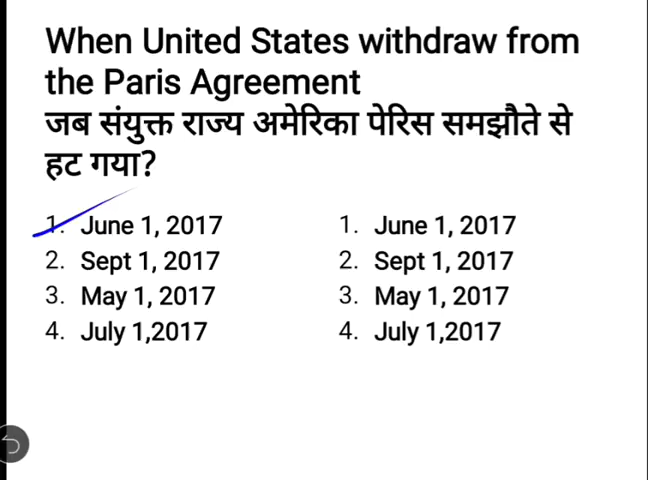 When United States withdraw from
the Paris Agreement
जब संयुक्त राज्य अमेरिका पेरिस समझौते से
हट गया?
1. June 1, 2017
2. Sept 1, 2017
3. May 1, 2017
4. July 1,2017
1. June 1, 2017
2. Sept 1, 2017
3. May 1, 2017
4. July 1,2017